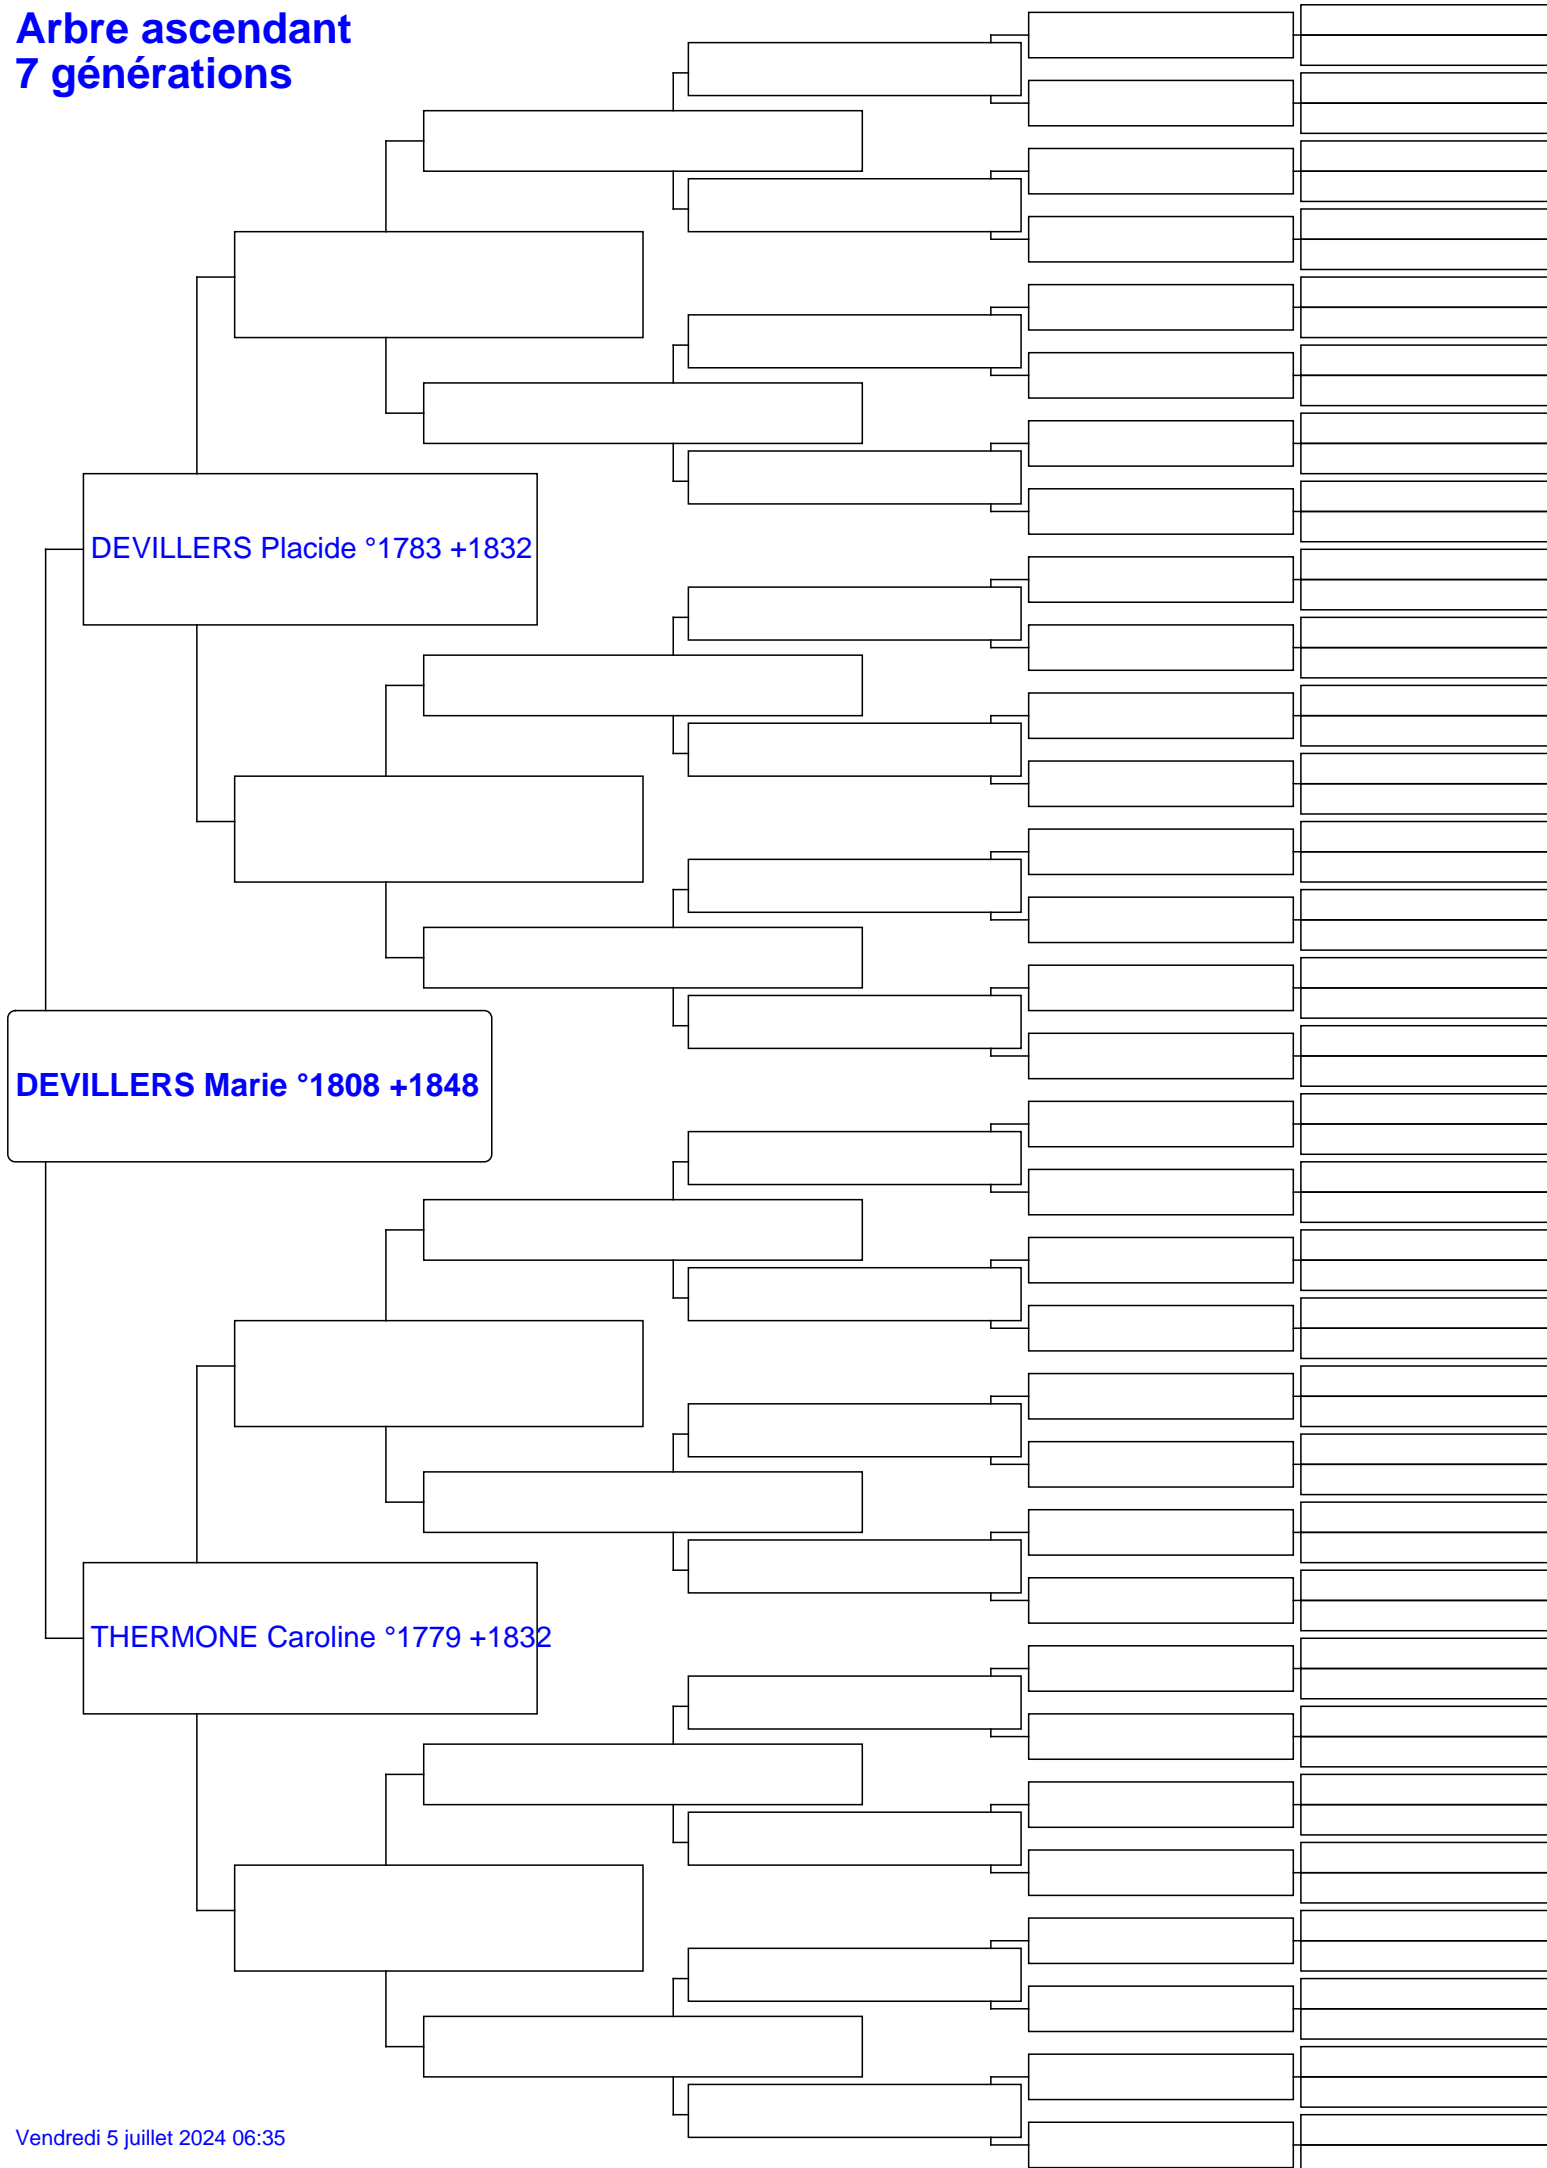 Arbre ascendant
7 générations
DEVILLERS Placide °1783 +1832
DEVILLERS Marie °1808 +1848
THERMONE Caroline °1779 +1832
Vendredi 5 juillet 2024 06:35